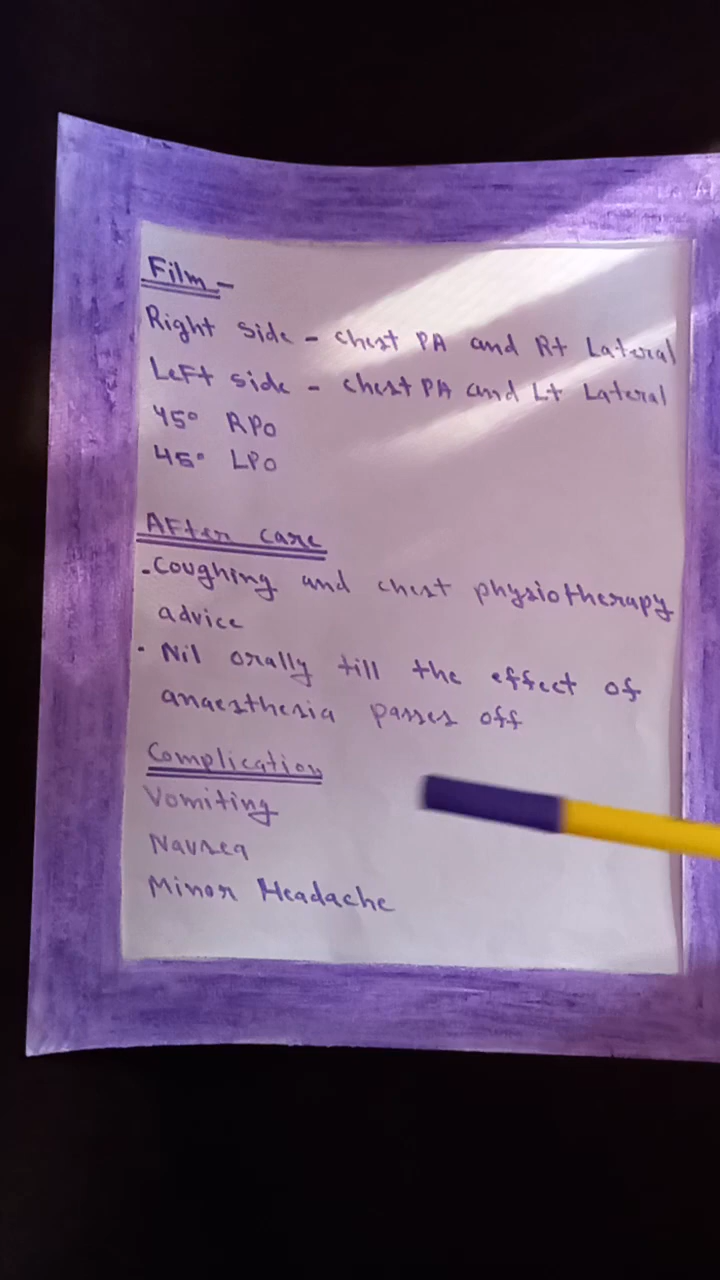 Film -
Right side - chest PA and Rt Lateral
Left side - chest PA and Lt Lateral
45° RPO
45° LPO
After care
- Coughing and chest physiotherapy
advice
· Nil orally till the effect of
anaesthesia passes off
Complication
Vomiting
Nausea
Minor Headache